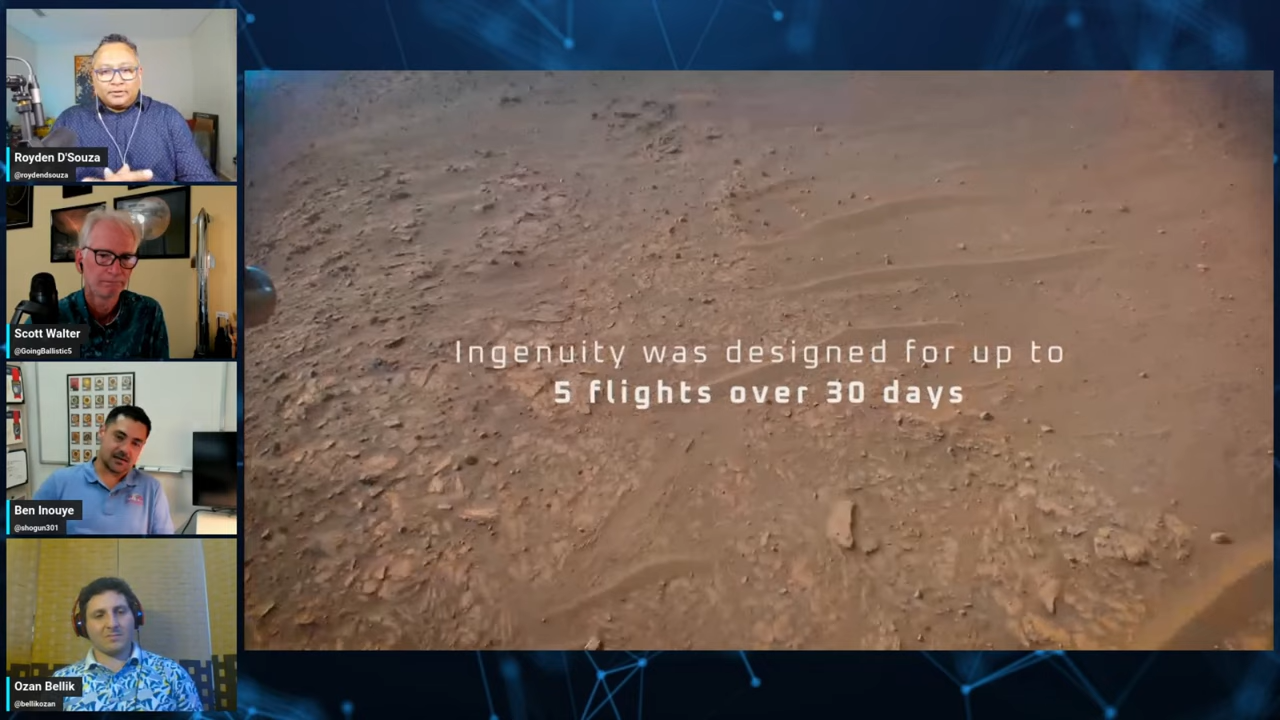 Royden D'Souza
@roydendsouza
Scott Walter
@GoingBallistic5
Ben Inouye
@shogun301
Ozan Bellik
@bellikozan
Ingenuity was designed for up to
5 flights over 30 days